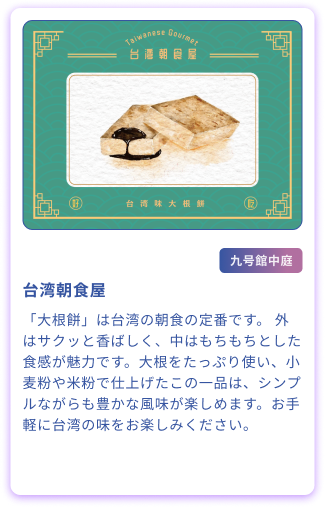 Taiwanese Gourmet
台湾朝食屋
好
台湾味大根餅
食
九号館中庭
台湾朝食屋
「大根餅」は台湾の朝食の定番です。 外
はサクッと香ばしく、中はもちもちとした
食感が魅力です。大根をたっぷり使い、小
麦粉や米粉で仕上げたこの一品は、シンプ
ルながらも豊かな風味が楽しめます。お手
軽に台湾の味をお楽しみください。